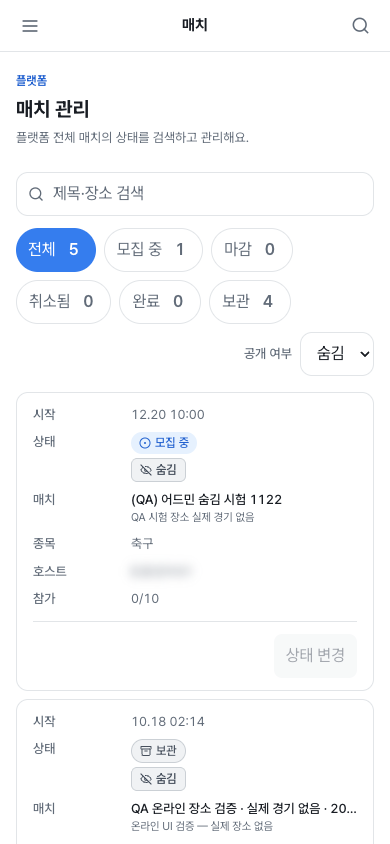 매치
플랫폼
매치 관리
플랫폼 전체 매치의 상태를 검색하고 관리해요.
제목·장소 검색
전체 5 모집 중 1 마감 0
취소됨 0 완료 0 보관 4
공개 여부 숨김
시작 12.20 10:00
상태 모집 중
숨김
매치 (QA) 어드민 숨김 시험 1122
QA 시험 장소 실제 경기 없음
종목 축구
호스트
참가 0/10
상태 변경
시작 10.18 02:14
상태 보관
숨김
매치 QA 온라인 장소 검증 · 실제 경기 없음 · 20...
온라인 UI 검증 — 실제 장소 없음